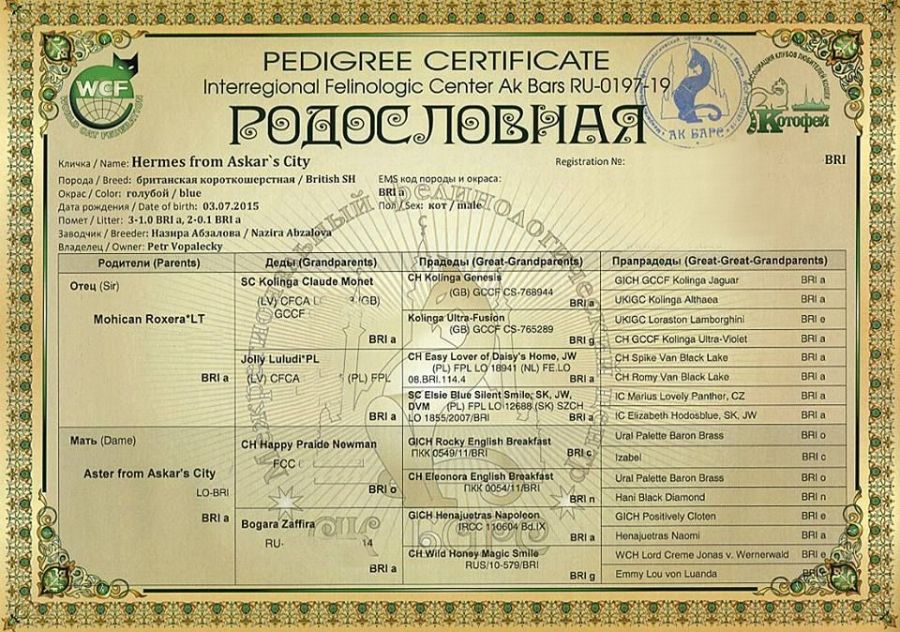 PEDIGREE CERTIFICATE
Interregional Felinologic Center Ak Bars RU-0197-19
РОДОСЛОВНАЯ
WCF
WORLD CAT FEDERATION
АК БАРС
Котофей
Кличка / Name: Hermes from Askar`s City
Registration №:
BRI
Порода / Breed: британская короткошерстная / British SH
EMS код породы и окраса:
Окрас / Color: голубой / blue
BRI a
Дата рождения / Date of birth: 03.07.2015
Пол / Sex: кот / male
Помет / Litter: 3-1.0 BRI a, 2-0.1 BRI a
Заводчик / Breeder: Назира Абзалова / Nazira Abzalova
Владелец / Owner: Petr Vopalecky
Родители (Parents)
Отец (Sir)
Mohican Roxera*LT
BRI a
Мать (Dame)
Aster from Askar's City
LO-BRI
BRI a
Деды (Grandparents)
SC Kolinga Claude Monet
(LV) CFCA (GB)
GCCF
BRI a
Jolly Luludi*PL
(LV) CFCA (PL) FPL
BRI a
CH Happy Praide Newman
FCC
BRI o
Bogara Zaffira
RU- 14
BRI a
Прадеды (Great-Grandparents)
CH Kolinga Genesis
(GB) GCCF CS-768944
BRI a
Kolinga Ultra-Fusion
(GB) GCCF CS-765289
BRI g
CH Easy Lover of Daisy's Home, JW
(PL) FPL LO 18941 (NL) FE.LO
08.BRI.114.4
BRI a
SC Elsie Blue Silent Smile, SK, JW,
DVM (PL) FPL LO 12688 (SK) SZCH
LO 1855/2007/BRI
BRI a
GICH Rocky English Breakfast
ПКК 0549/11/BRI
BRI c
CH Eleonora English Breakfast
ПКК 0054/11/BRI
BRI n
GICH Henajuetras Napoleon
IRCC 110604 Bd.IX
BRI a
CH Wild Honey Magic Smile
RUS/10-579/BRI
BRI g
Прапрадеды (Great-Great-Grandparents)
GICH GCCF Kolinga Jaguar BRI a
UKIGC Kolinga Althaea BRI a
UKIGC Loraston Lamborghini BRI e
CH GCCF Kolinga Ultra-Violet BRI a
CH Spike Van Black Lake BRI a
CH Romy Van Black Lake BRI a
IC Marius Lovely Panther, CZ BRI a
IC Elizabeth Hodosblue, SK, JW BRI a
Ural Palette Baron Brass BRI o
Izabel BRI c
Ural Palette Baron Brass BRI o
Hani Black Diamond BRI n
GICH Positively Cloten BRI e
Henajuetras Naomi BRI a
WCH Lord Creme Jonas v. Wernerwald BRI e
Emmy Lou von Luanda BRI g